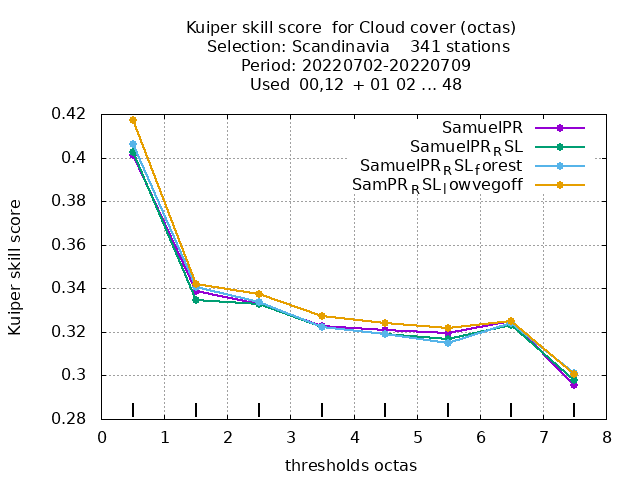 Kuiper skill score  for Cloud cover (octas)
Selection: Scandinavia    341 stations
Period: 20220702-20220709
Used  00,12  + 01 02 ... 48
SamuelPR
SamuelPR_RSL
SamuelPR_RSL_forest
SamPR_RSL_lowvegoff
Kuiper skill score
0.42
0.4
0.38
0.36
0.34
0.32
0.3
0.28
0 1 2 3 4 5 6 7 8
thresholds octas